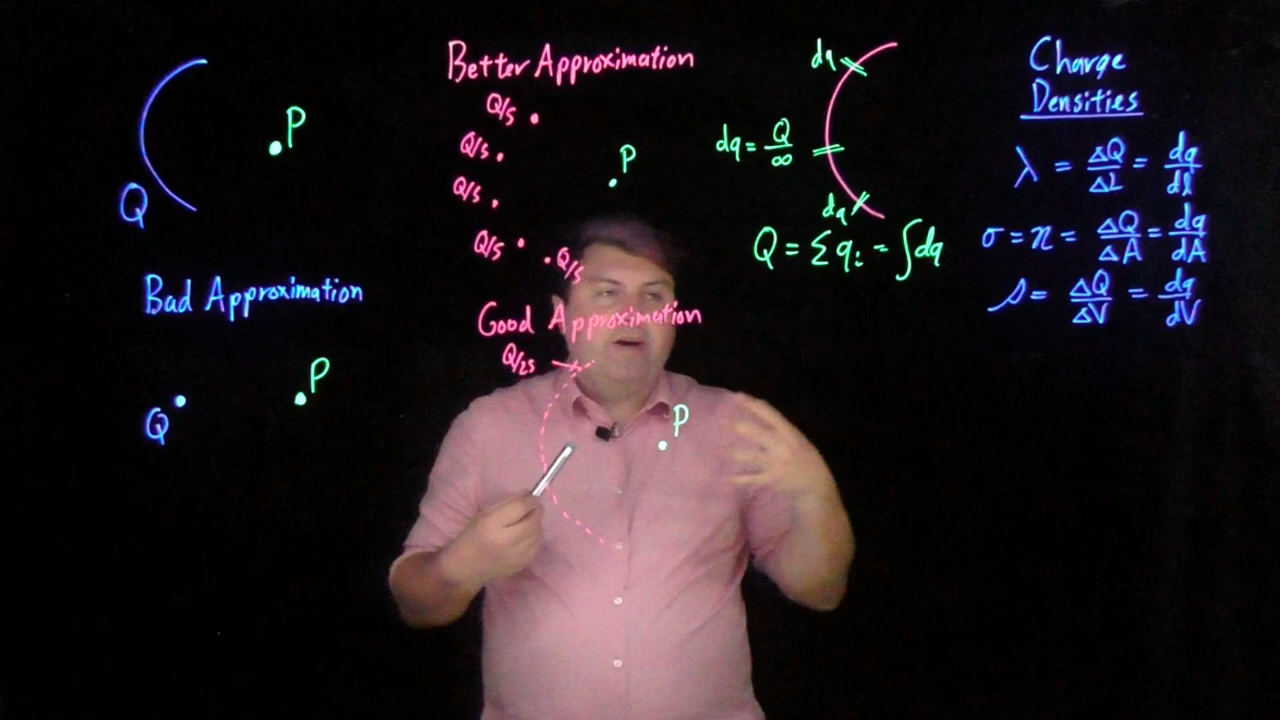 Q
P
Bad Approximation
Q
P
Better Approximation
Q/5
Q/5
Q/5
Q/5
Q/5
P
Good Approximation
Q/25
P
dq
dq = Q/∞
dq
Q = Σ qᵢ = ∫dq
Charge
Densities
λ = ΔQ/ΔL = dq/dl
σ = η = ΔQ/ΔA = dq/dA
ρ = ΔQ/ΔV = dq/dV